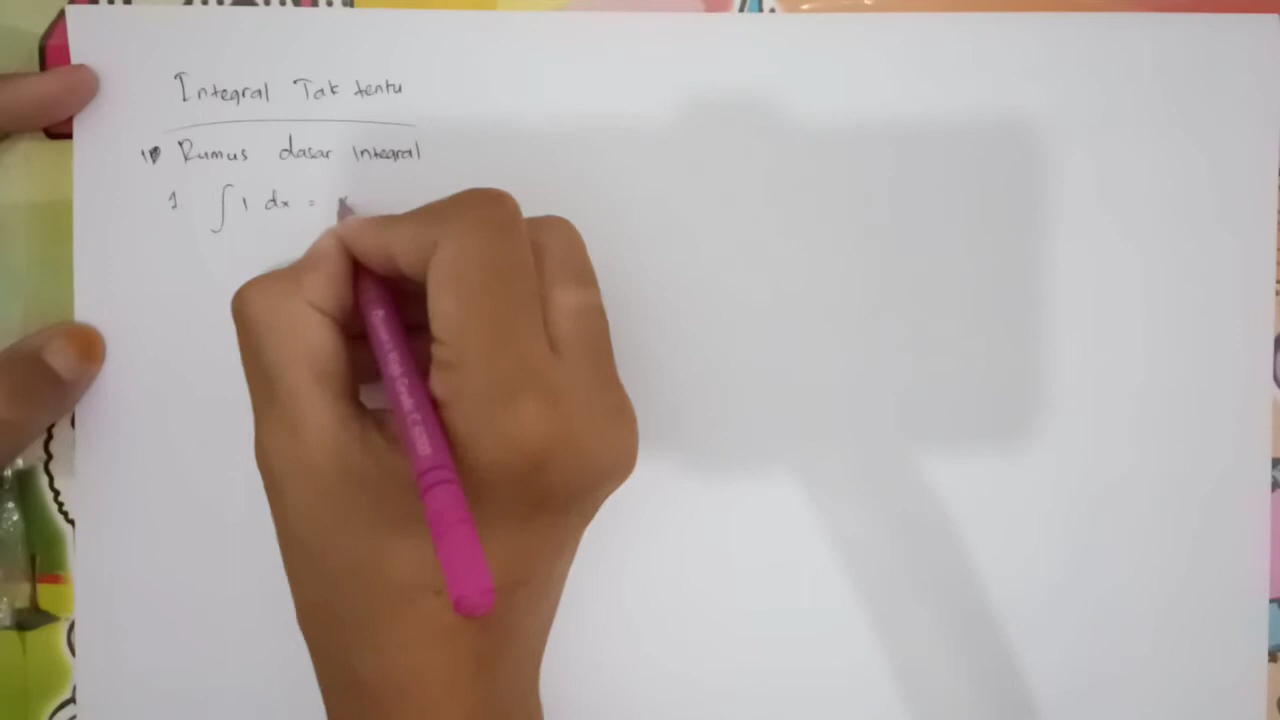 Integral Tak tentu
Rumus dasar Integral
1 ∫ 1 dx = x